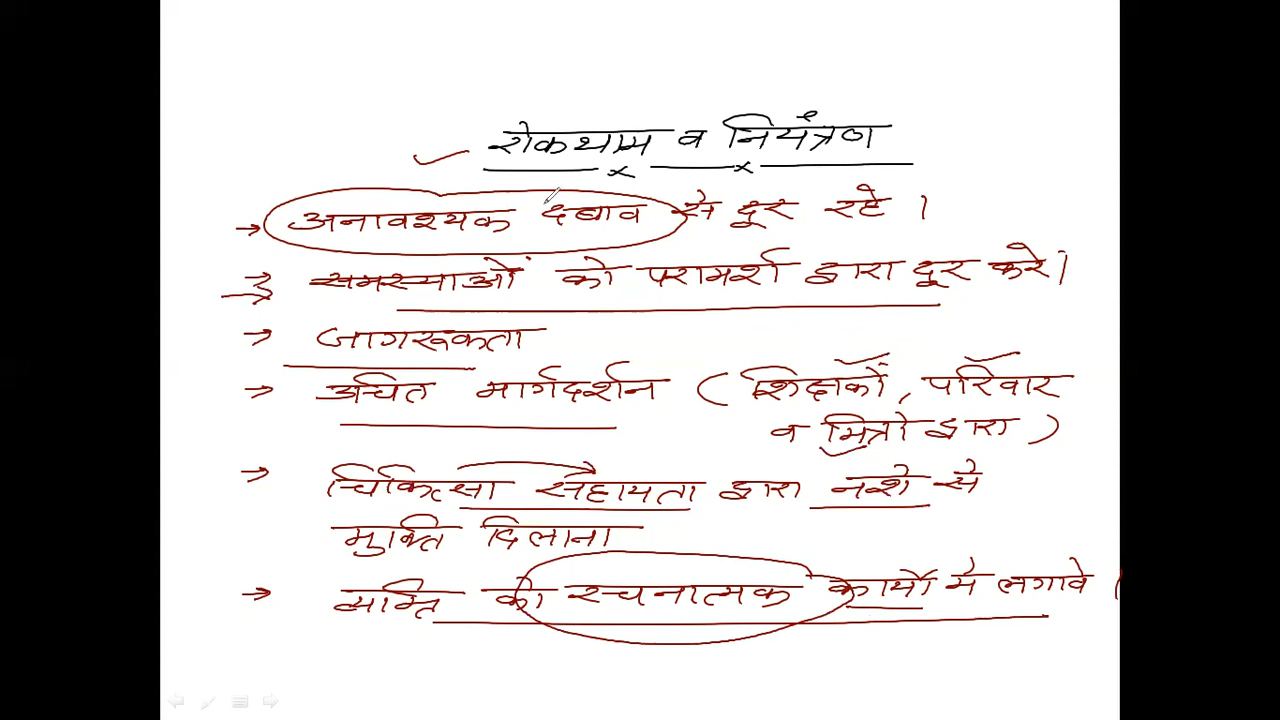 रोकथाम व नियंत्रण
→ अनावश्यक दबाव से दूर रहे ।
→ समस्याओं को परामर्श द्वारा दूर करे ।
→ जागरूकता
→ उचित मार्गदर्शन ( शिक्षकों , परिवार
व मित्रो द्वारा )
→ चिकित्सा सहायता द्वारा नशे से
मुक्ति दिलाना
→ व्यक्ति को रचनात्मक कार्यो मे लगावे ।